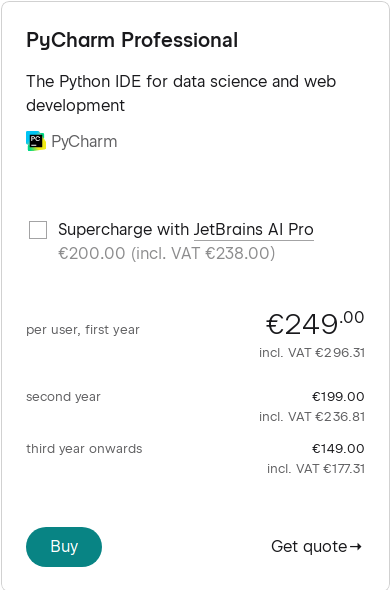 PyCharm Professional
The Python IDE for data science and web
development
PC
PyCharm
Supercharge with JetBrains AI Pro
€200.00 (incl. VAT €238.00)
per user, first year €249.00
incl. VAT €296.31
second year €199.00
incl. VAT €236.81
third year onwards €149.00
incl. VAT €177.31
Buy Get quote→